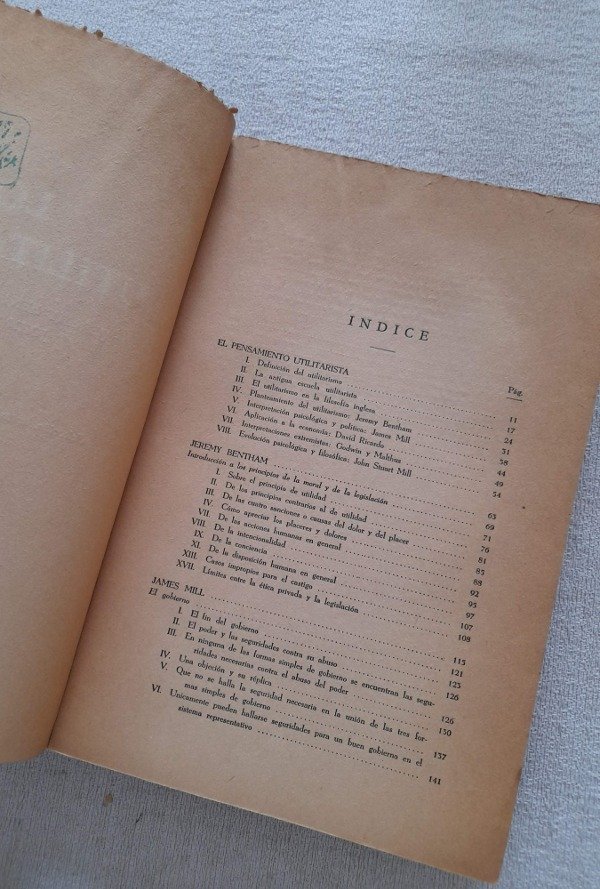 INDICE
Pág.
EL PENSAMIENTO UTILITARISTA
I. Definición del utilitarismo 11
II. La antigua escuela utilitarista 17
III. El utilitarismo en la filosofía inglesa 24
IV. Planteamiento del utilitarismo: Jeremy Bentham 31
V. Interpretación psicológica y política: James Mill 38
VI. Aplicación a la economía: David Ricardo 44
VII. Interpretaciones extremistas: Godwin y Malthus 49
VIII. Evolución psicológica y filosófica: John Stuart Mill 54
JEREMY BENTHAM 63
Introducción a los principios de la moral y de la legislación 69
I. Sobre el principio de utilidad 71
II. De los principios contrarios al de utilidad 76
III. De las cuatro sanciones o causas del dolor y del placer 81
IV. Cómo apreciar los placeres y dolores 85
VII. De las acciones humanas en general 88
VIII. De la intencionalidad 92
IX. De la conciencia 95
XI. De la disposición humana en general 97
XIII. Casos impropios para el castigo 107
XVII. Límites entre la ética privada y la legislación 108
JAMES MILL 115
El gobierno 121
I. El fin del gobierno 123
II. El poder y las seguridades contra su abuso 126
III. En ninguna de las formas simples de gobierno se encuentran las segu-
ridades necesarias contra el abuso del poder 126
IV. Una objeción y su réplica 130
V. Que no se halla la seguridad necesaria en la unión de las tres for-
mas simples de gobierno 137
VI. Unicamente pueden hallarse seguridades para un buen gobierno en el
sistema representativo 141